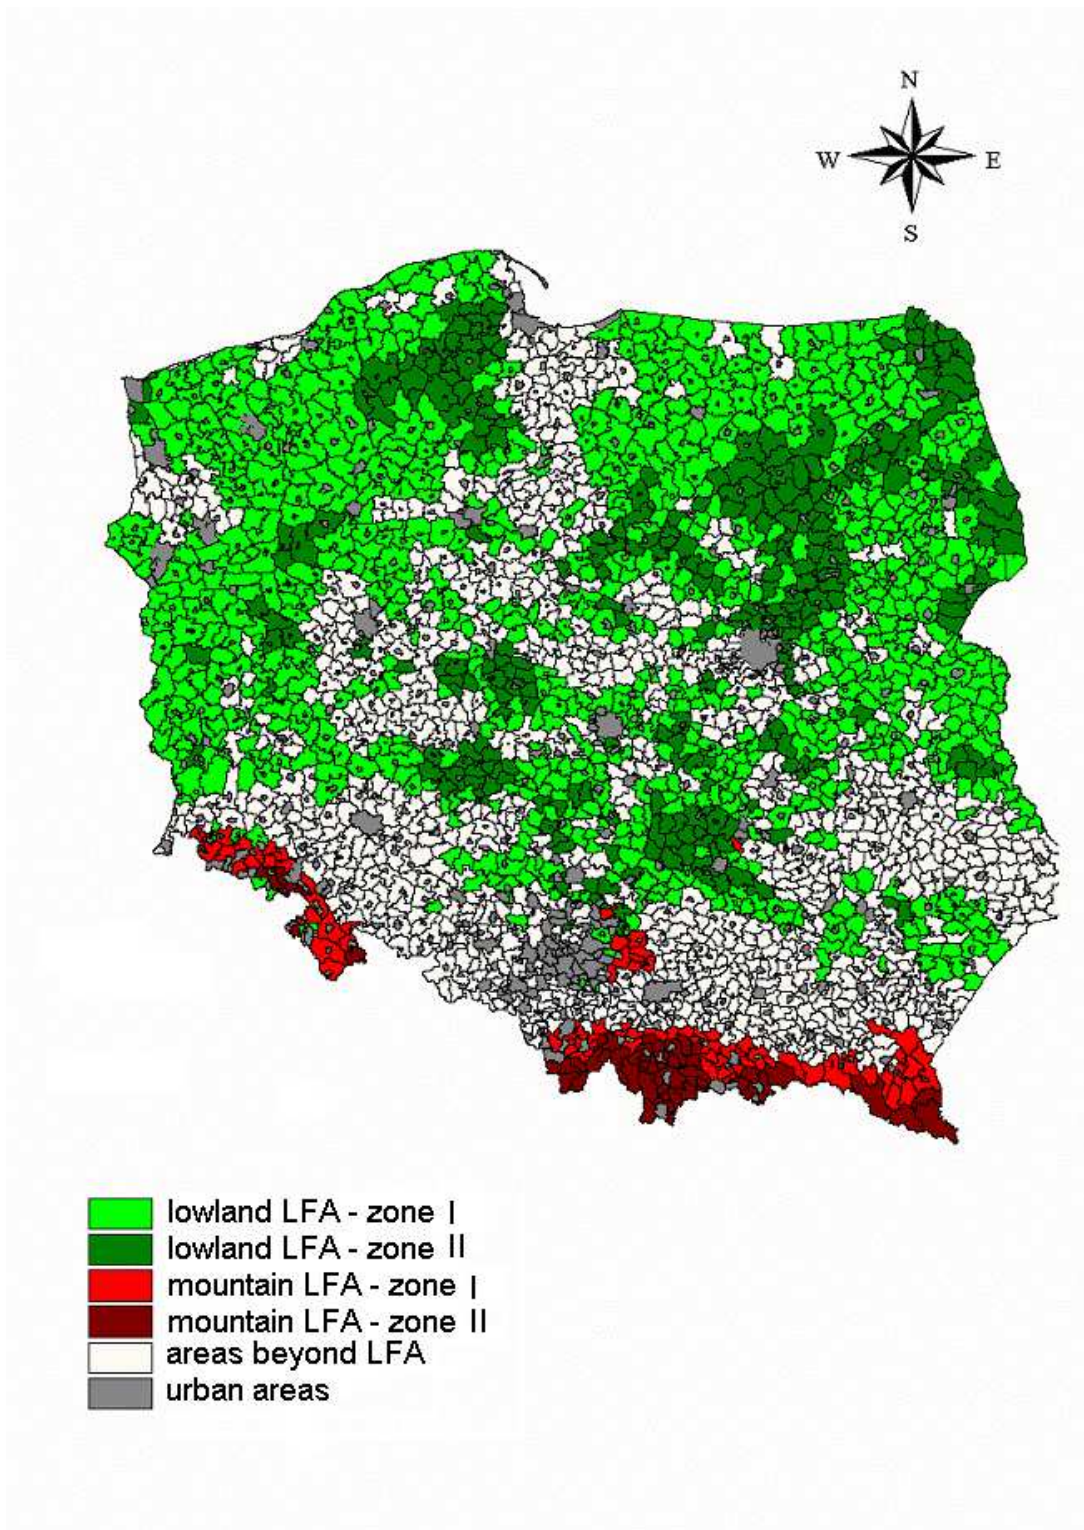 N
W E
S
lowland LFA - zone I
lowland LFA - zone II
mountain LFA - zone I
mountain LFA - zone II
areas beyond LFA
urban areas